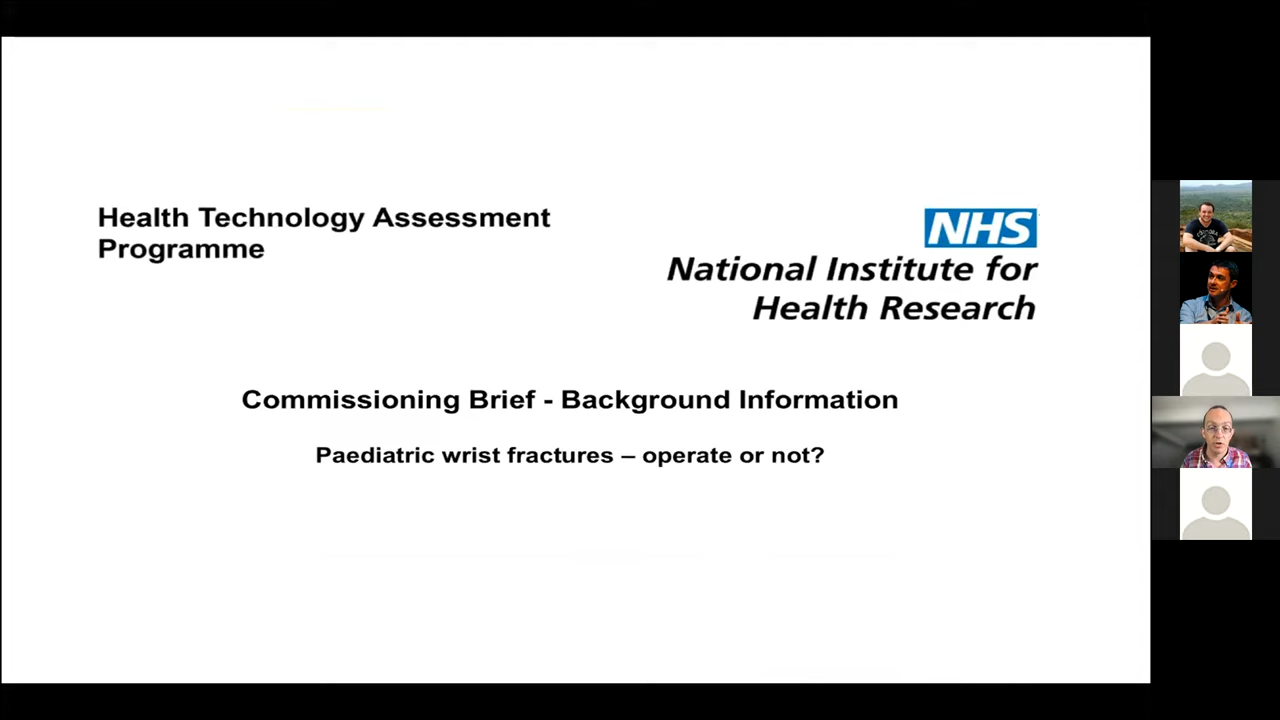 Health Technology Assessment
Programme
NHS
National Institute for
Health Research
Commissioning Brief - Background Information
Paediatric wrist fractures – operate or not?